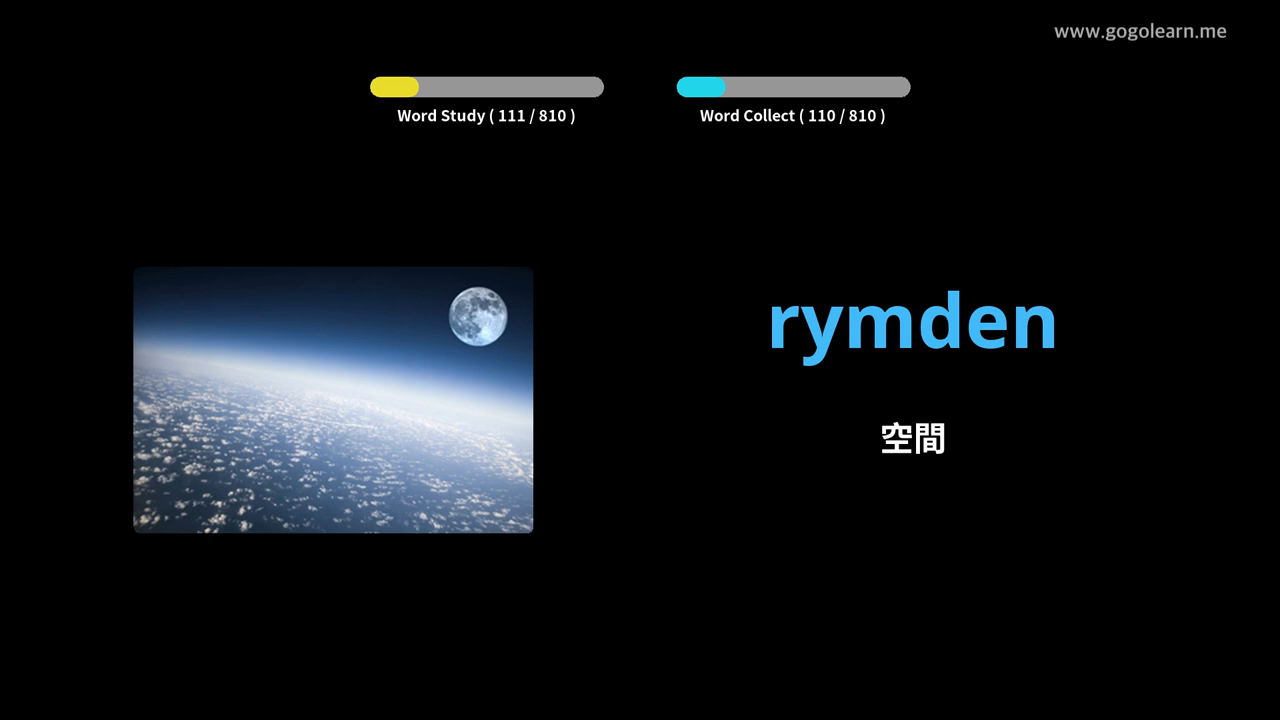 www.gogolearn.me
Word Study ( 111 / 810 )
Word Collect ( 110 / 810 )
rymden
空間